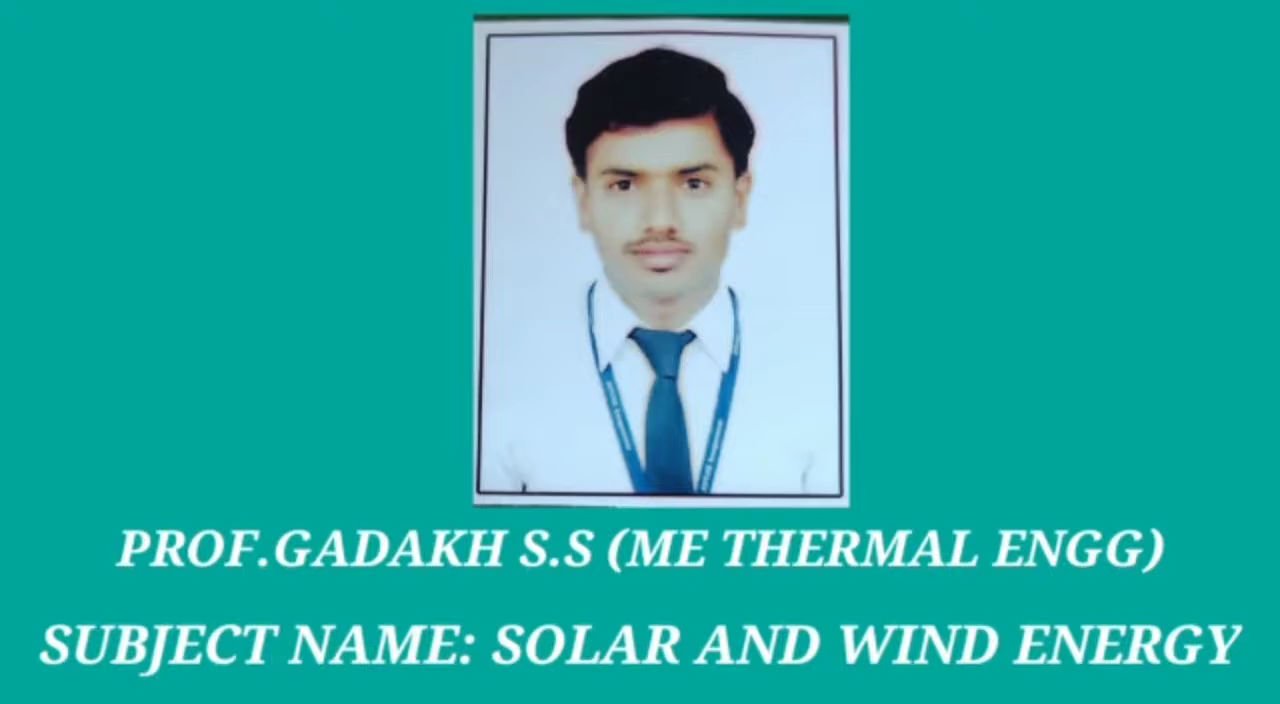 PROF.GADAKH S.S (ME THERMAL ENGG)
SUBJECT NAME: SOLAR AND WIND ENERGY